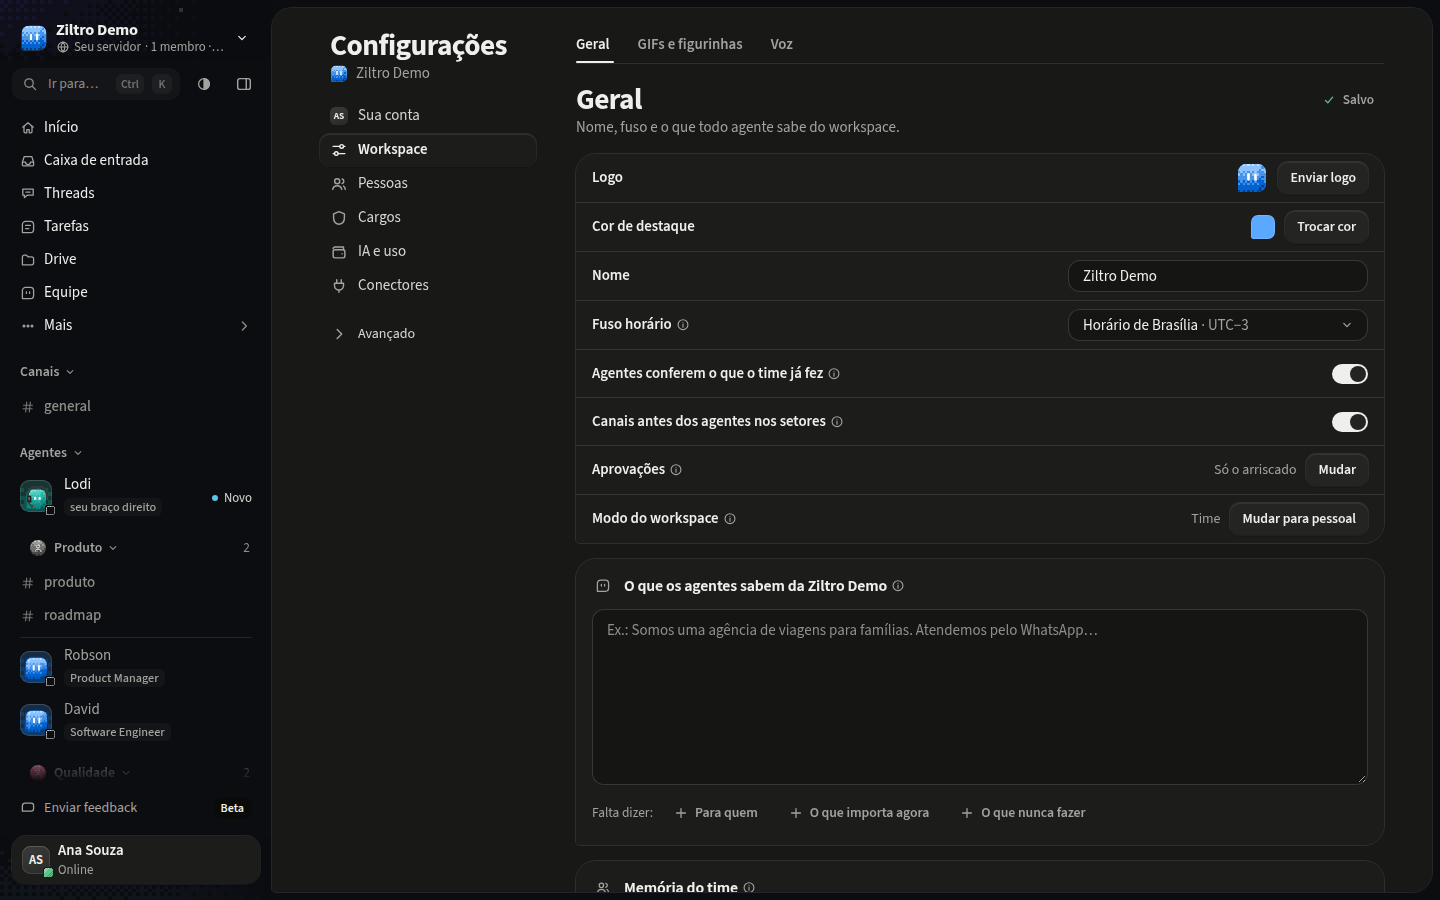 Ziltro Demo
Seu servidor · 1 membro ·…
Ir para… Ctrl K
Início
Caixa de entrada
Threads
Tarefas
Drive
Equipe
Mais
Canais
# general
Agentes
Lodi
seu braço direito
Novo
Produto 2
# produto
# roadmap
Robson
Product Manager
David
Software Engineer
Qualidade 2
Enviar feedback Beta
AS
Ana Souza
Online
Configurações
Ziltro Demo
AS Sua conta
Workspace
Pessoas
Cargos
IA e uso
Conectores
Avançado
Geral GIFs e figurinhas Voz
Geral
Salvo
Nome, fuso e o que todo agente sabe do workspace.
Logo Enviar logo
Cor de destaque Trocar cor
Nome Ziltro Demo
Fuso horário Horário de Brasília · UTC−3
Agentes conferem o que o time já fez
Canais antes dos agentes nos setores
Aprovações Só o arriscado Mudar
Modo do workspace Time Mudar para pessoal
O que os agentes sabem da Ziltro Demo
Ex.: Somos uma agência de viagens para famílias. Atendemos pelo WhatsApp…
Falta dizer: Para quem O que importa agora O que nunca fazer
Memória do time